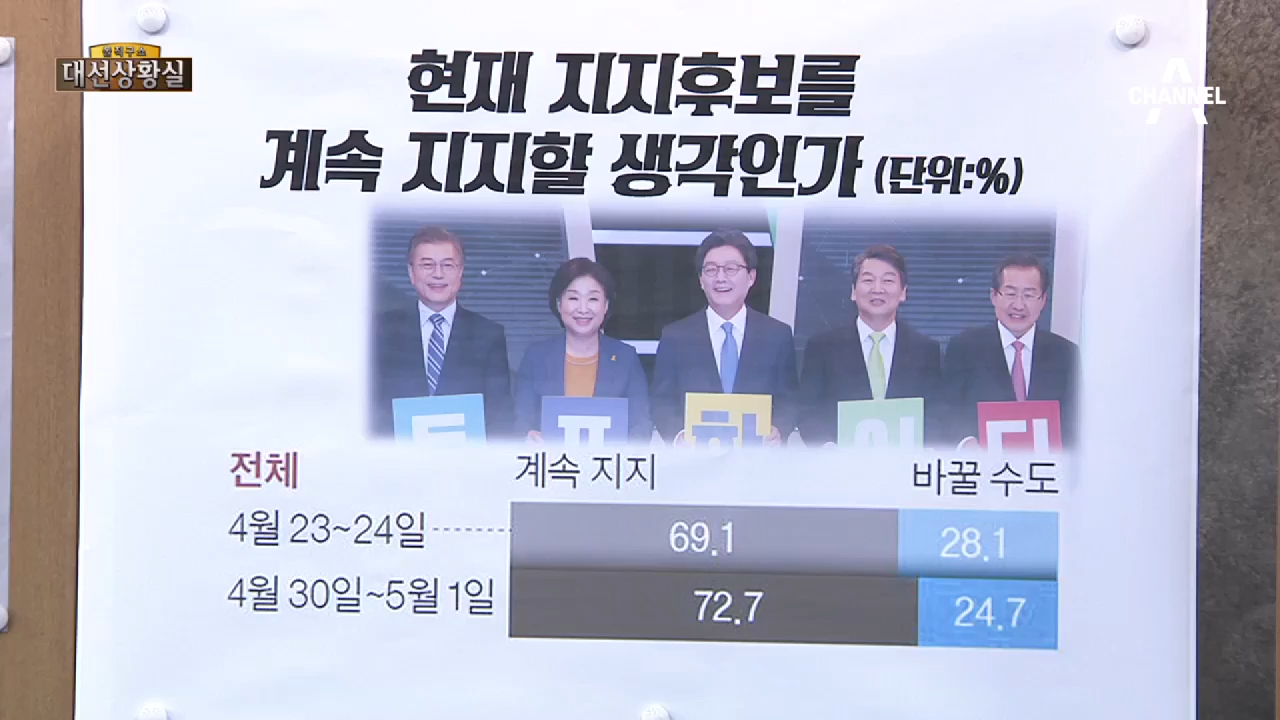 대선상황실
CHANNEL
현재 지지후보를
계속 지지할 생각인가 (단위:%)
전체
계속 지지
바꿀 수도
4월 23~24일
69.1
28.1
4월 30일~5월 1일
72.7
24.7